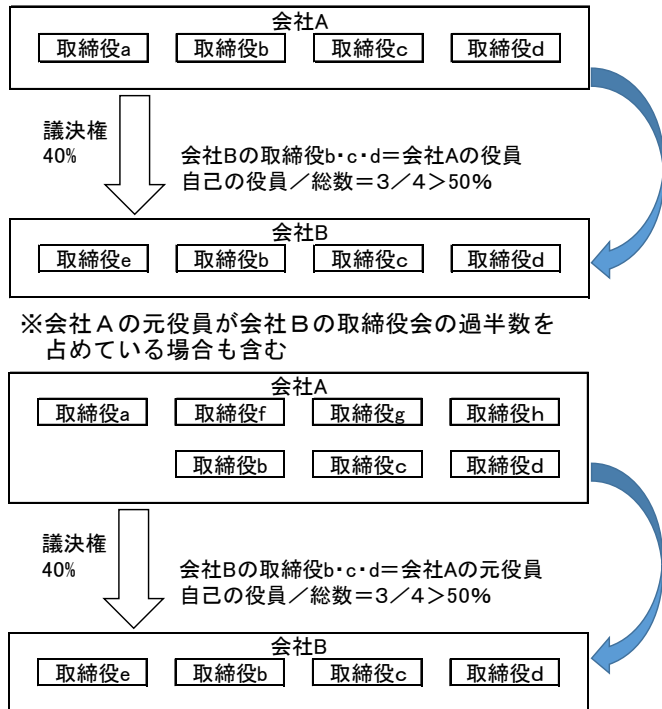 会社A
取締役a 取締役b 取締役c 取締役d
議決権
40%
会社Bの取締役b・c・d=会社Aの役員
自己の役員/総数=3/4>50%
会社B
取締役e 取締役b 取締役c 取締役d
※会社Aの元役員が会社Bの取締役会の過半数を
占めている場合も含む
会社A
取締役a 取締役f 取締役g 取締役h
取締役b 取締役c 取締役d
議決権
40%
会社Bの取締役b・c・d=会社Aの元役員
自己の役員/総数=3/4>50%
会社B
取締役e 取締役b 取締役c 取締役d